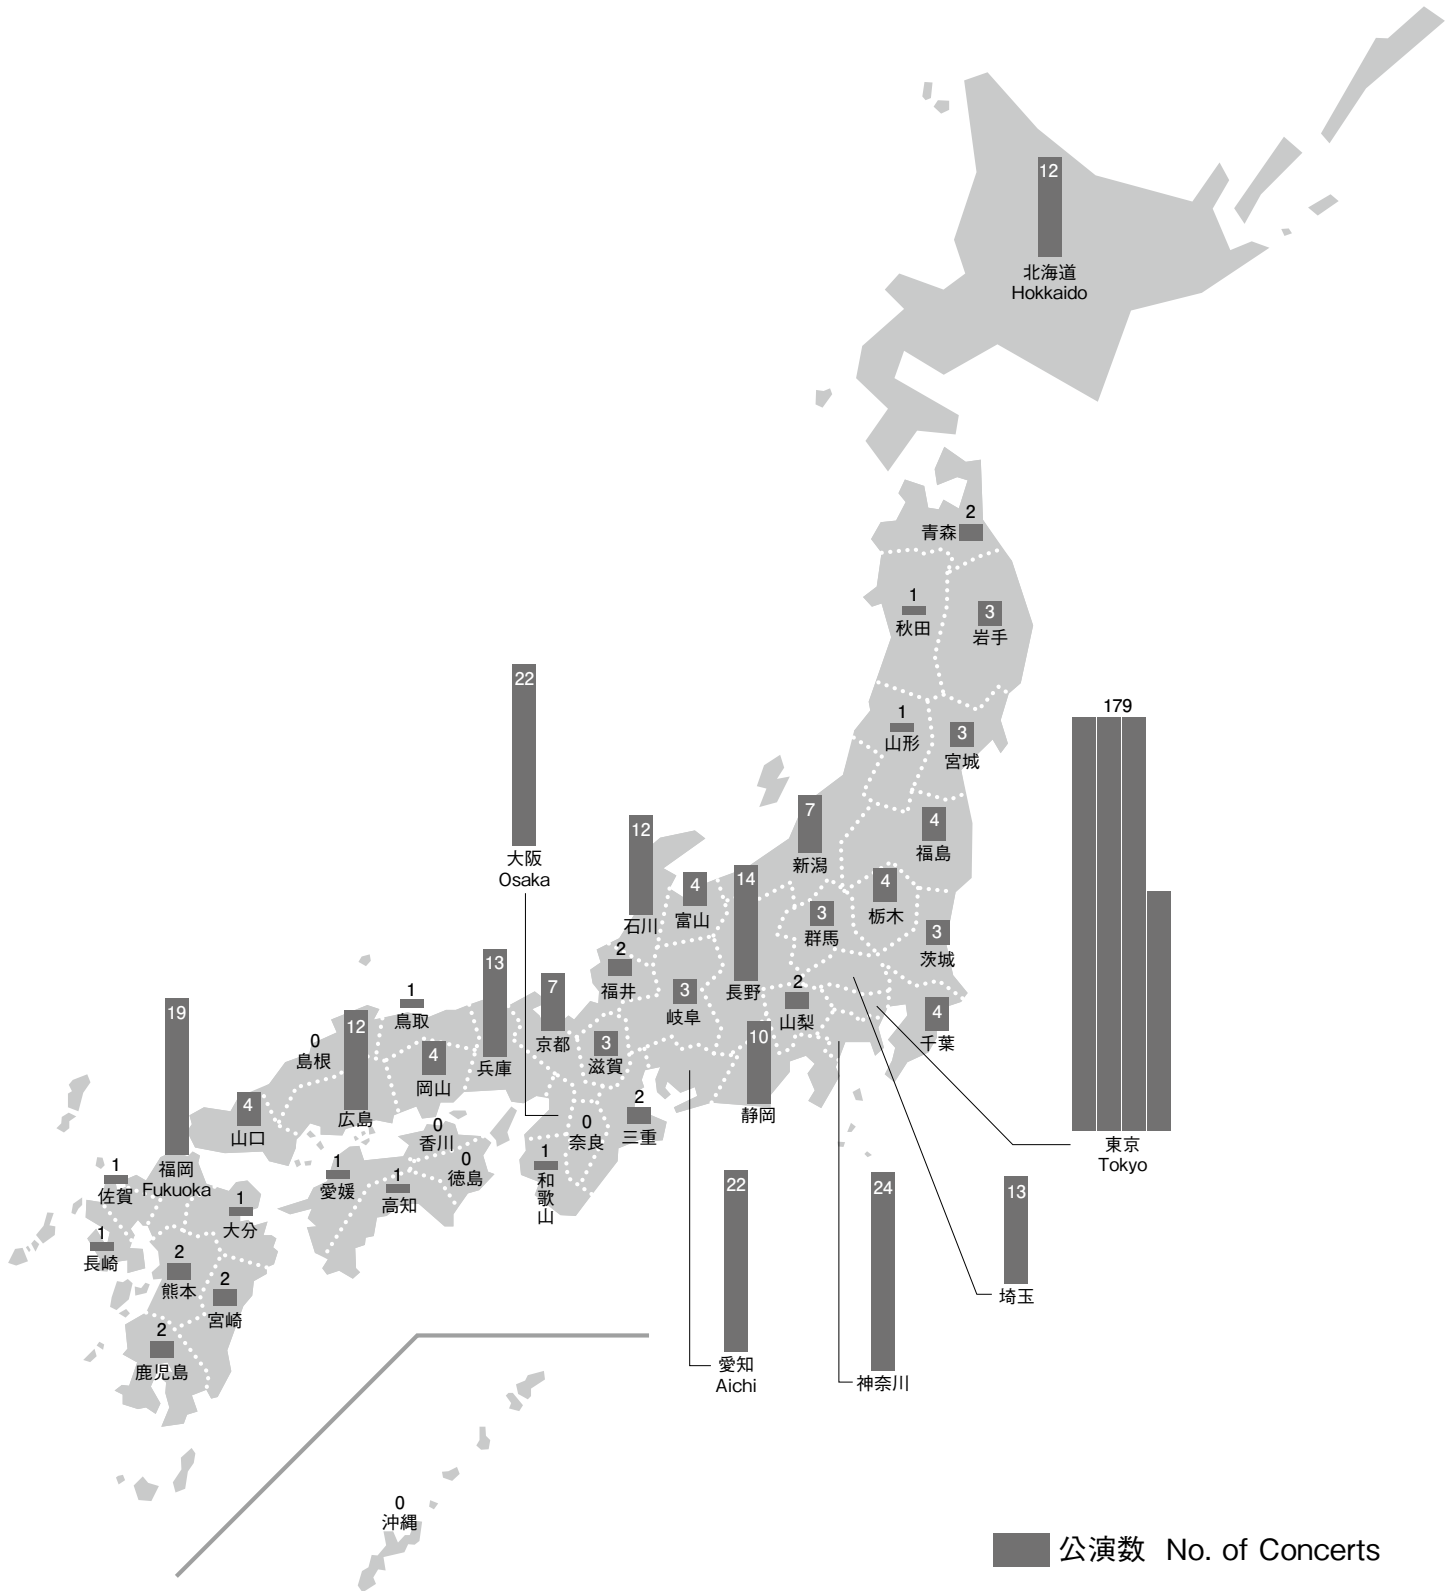 12
北海道
Hokkaido
2
青森
1
秋田
3
岩手
1
山形
3
宮城
4
福島
7
新潟
4
栃木
3
群馬
3
茨城
4
千葉
179
東京
Tokyo
13
埼玉
24
神奈川
22
愛知
Aichi
10
静岡
2
山梨
14
長野
4
富山
12
石川
2
福井
3
岐阜
3
滋賀
2
三重
0
奈良
1
和歌山
22
大阪
Osaka
7
京都
13
兵庫
1
鳥取
0
島根
4
岡山
12
広島
4
山口
0
香川
0
徳島
1
愛媛
1
高知
19
福岡
Fukuoka
1
佐賀
1
長崎
1
大分
2
熊本
2
宮崎
2
鹿児島
0
沖縄
公演数 No. of Concerts